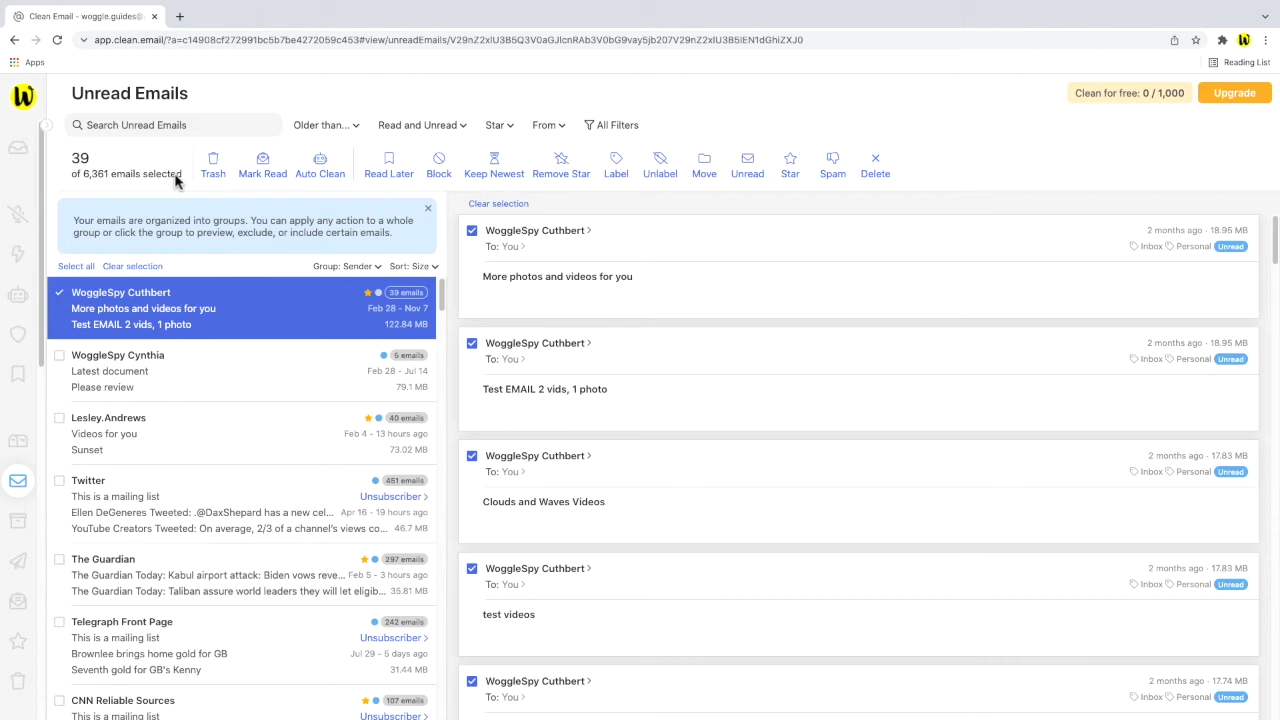 Clean Email - woggle.guides@
app.clean.email/?a=c14908cf272991bc5b7be4272059c453#view/unreadEmails/V29nZ2xlU3B5Q3V0aGJlcnRAb3V0bG9vay5jb207V29nZ2xlU3B5IEN1dGhiZXJ0
Apps
Reading List
Unread Emails
Clean for free: 0 / 1,000
Upgrade
Search Unread Emails
Older than...
Read and Unread
Star
From
All Filters
39
of 6,361 emails selected
Trash
Mark Read
Auto Clean
Read Later
Block
Keep Newest
Remove Star
Label
Unlabel
Move
Unread
Star
Spam
Delete
Your emails are organized into groups. You can apply any action to a whole
group or click the group to preview, exclude, or include certain emails.
Select all
Clear selection
Group: Sender
Sort: Size
WoggleSpy Cuthbert
39 emails
More photos and videos for you
Feb 28 - Nov 7
Test EMAIL 2 vids, 1 photo
122.84 MB
WoggleSpy Cynthia
5 emails
Latest document
Feb 28 - Jul 14
Please review
79.1 MB
Lesley.Andrews
40 emails
Videos for you
Feb 4 - 13 hours ago
Sunset
73.02 MB
Twitter
451 emails
This is a mailing list
Unsubscriber >
Ellen DeGeneres Tweeted: .@DaxShepard has a new cel...
Apr 16 - 19 hours ago
YouTube Creators Tweeted: On average, 2/3 of a channel's views co...
46.7 MB
The Guardian
297 emails
The Guardian Today: Kabul airport attack: Biden vows reve...
Feb 5 - 3 hours ago
The Guardian Today: Taliban assure world leaders they will let eligib...
35.81 MB
Telegraph Front Page
242 emails
This is a mailing list
Unsubscriber >
Brownlee brings home gold for GB
Jul 29 - 5 days ago
Seventh gold for GB's Kenny
31.44 MB
CNN Reliable Sources
107 emails
This is a mailing list
Unsubscriber >
Clear selection
WoggleSpy Cuthbert >
2 months ago · 18.95 MB
To: You >
Inbox Personal Unread
More photos and videos for you
WoggleSpy Cuthbert >
2 months ago · 18.95 MB
To: You >
Inbox Personal Unread
Test EMAIL 2 vids, 1 photo
WoggleSpy Cuthbert >
2 months ago · 17.83 MB
To: You >
Inbox Personal Unread
Clouds and Waves Videos
WoggleSpy Cuthbert >
2 months ago · 17.83 MB
To: You >
Inbox Personal Unread
test videos
WoggleSpy Cuthbert >
2 months ago · 17.74 MB
To: You >
Inbox Personal Unread